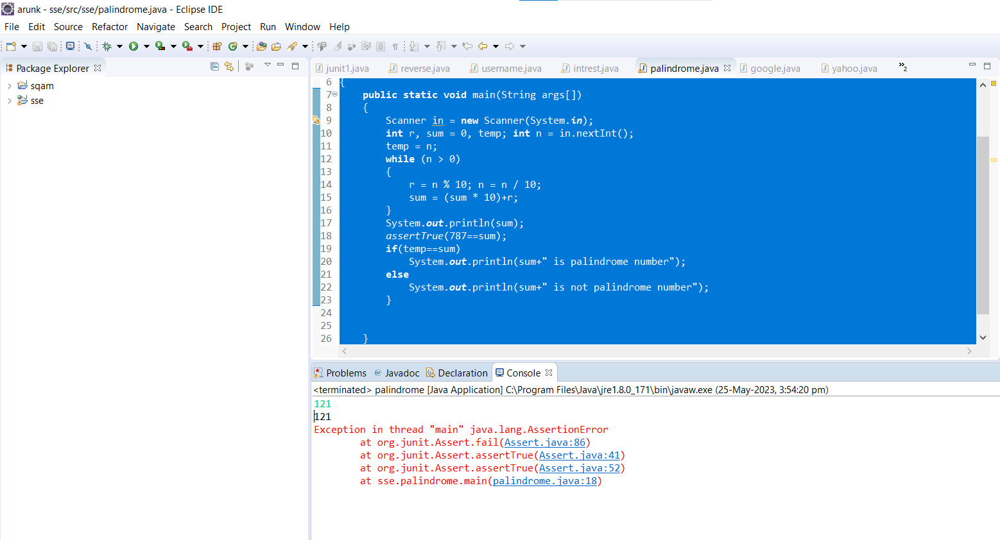 arunk - sse/src/sse/palindrome.java - Eclipse IDE
File Edit Source Refactor Navigate Search Project Run Window Help
Package Explorer
sqam
sse
junit1.java reverse.java username.java intrest.java palindrome.java google.java yahoo.java »2
6 {
7 public static void main(String args[])
8 {
9 Scanner in = new Scanner(System.in);
10 int r, sum = 0, temp; int n = in.nextInt();
11 temp = n;
12 while (n > 0)
13 {
14 r = n % 10; n = n / 10;
15 sum = (sum * 10)+r;
16 }
17 System.out.println(sum);
18 assertTrue(787==sum);
19 if(temp==sum)
20 System.out.println(sum+" is palindrome number");
21 else
22 System.out.println(sum+" is not palindrome number");
23 }
24
25
26 }
Problems @ Javadoc Declaration Console
<terminated> palindrome [Java Application] C:\Program Files\Java\jre1.8.0_171\bin\javaw.exe (25-May-2023, 3:54:20 pm)
121
121
Exception in thread "main" java.lang.AssertionError
at org.junit.Assert.fail(Assert.java:86)
at org.junit.Assert.assertTrue(Assert.java:41)
at org.junit.Assert.assertTrue(Assert.java:52)
at sse.palindrome.main(palindrome.java:18)